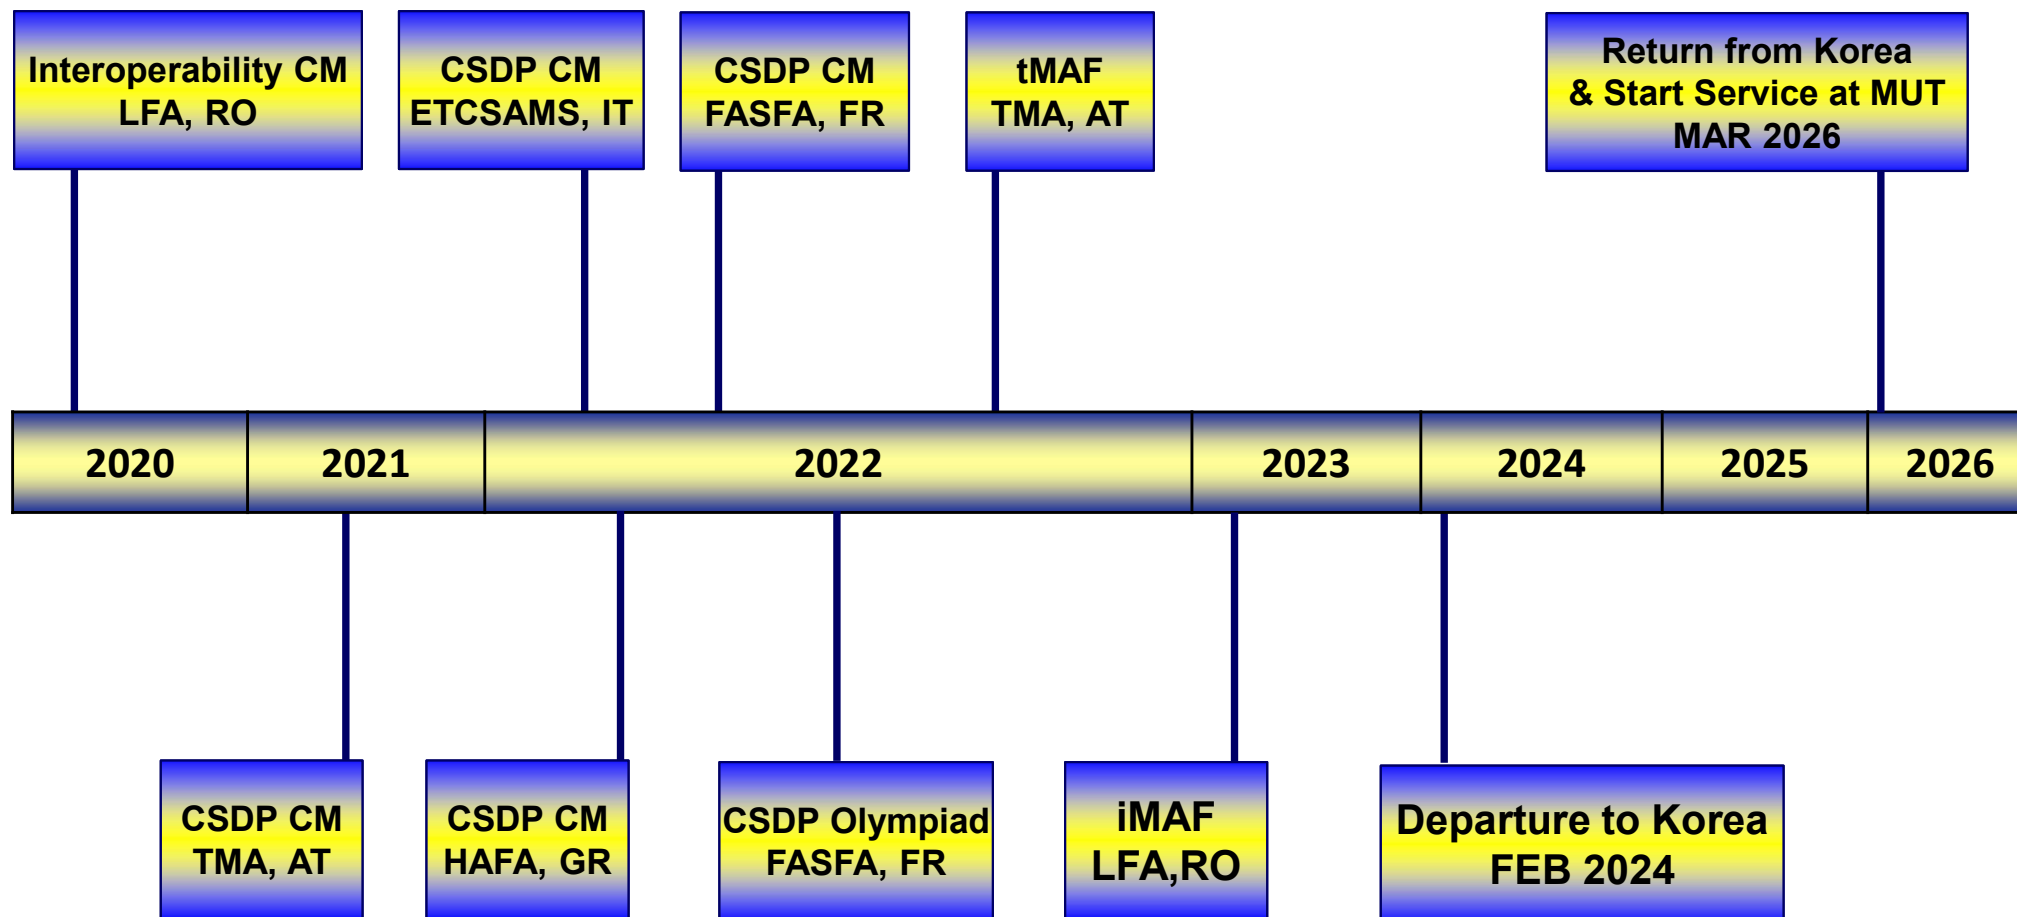 Interoperability CM
LFA, RO
CSDP CM
ETCSAMS, IT
CSDP CM
FASFA, FR
tMAF
TMA, AT
Return from Korea
& Start Service at MUT
MAR 2026
2020
2021
2022
2023
2024
2025
2026
CSDP CM
TMA, AT
CSDP CM
HAFA, GR
CSDP Olympiad
FASFA, FR
iMAF
LFA,RO
Departure to Korea
FEB 2024